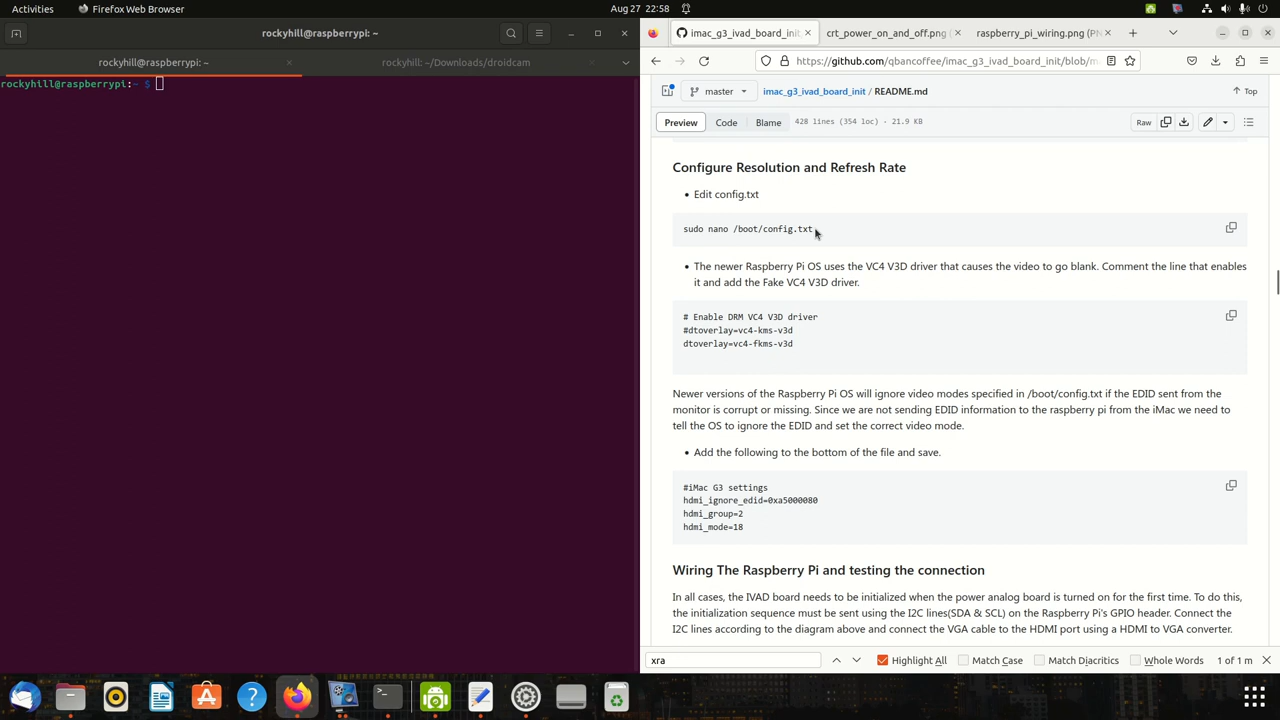 Activities
Firefox Web Browser
Aug 27 22:58
rockyhill@raspberrypi: ~
rockyhill@raspberrypi: ~
rockyhill: ~/Downloads/droidcam
rockyhill@raspberrypi:~ $
imac_g3_ivad_board_init
crt_power_on_and_off.png
raspberry_pi_wiring.png (PN
https://github.com/qbancoffee/imac_g3_ivad_board_init/blob/m
master
imac_g3_ivad_board_init / README.md
Top
Preview
Code
Blame
428 lines (354 loc) · 21.9 KB
Raw
Configure Resolution and Refresh Rate
• Edit config.txt
sudo nano /boot/config.txt
• The newer Raspberry Pi OS uses the VC4 V3D driver that causes the video to go blank. Comment the line that enables
it and add the Fake VC4 V3D driver.
# Enable DRM VC4 V3D driver
#dtoverlay=vc4-kms-v3d
dtoverlay=vc4-fkms-v3d
Newer versions of the Raspberry Pi OS will ignore video modes specified in /boot/config.txt if the EDID sent from the
monitor is corrupt or missing. Since we are not sending EDID information to the raspberry pi from the iMac we need to
tell the OS to ignore the EDID and set the correct video mode.
• Add the following to the bottom of the file and save.
#iMac G3 settings
hdmi_ignore_edid=0xa5000080
hdmi_group=2
hdmi_mode=18
Wiring The Raspberry Pi and testing the connection
In all cases, the IVAD board needs to be initialized when the power analog board is turned on for the first time. To do this,
the initialization sequence must be sent using the I2C lines(SDA & SCL) on the Raspberry Pi's GPIO header. Connect the
I2C lines according to the diagram above and connect the VGA cable to the HDMI port using a HDMI to VGA converter.
xra
Highlight All
Match Case
Match Diacritics
Whole Words
1 of 1 m